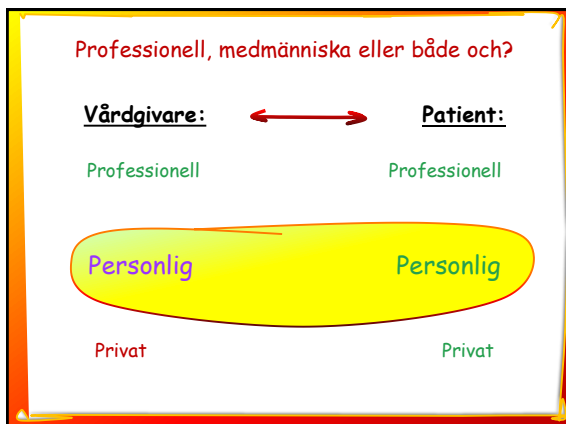 Professionell, medmänniska eller både och?
Vårdgivare: Patient:
Professionell Professionell
Personlig Personlig
Privat Privat